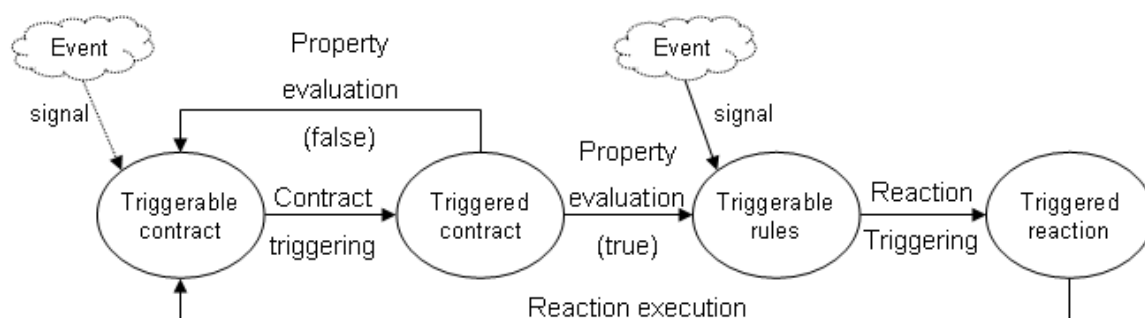 Event
signal
Property
evaluation
(false)
Triggerable
contract
Contract
triggering
Triggered
contract
Property
evaluation
(true)
Event
signal
Triggerable
rules
Reaction
Triggering
Triggered
reaction
Reaction execution